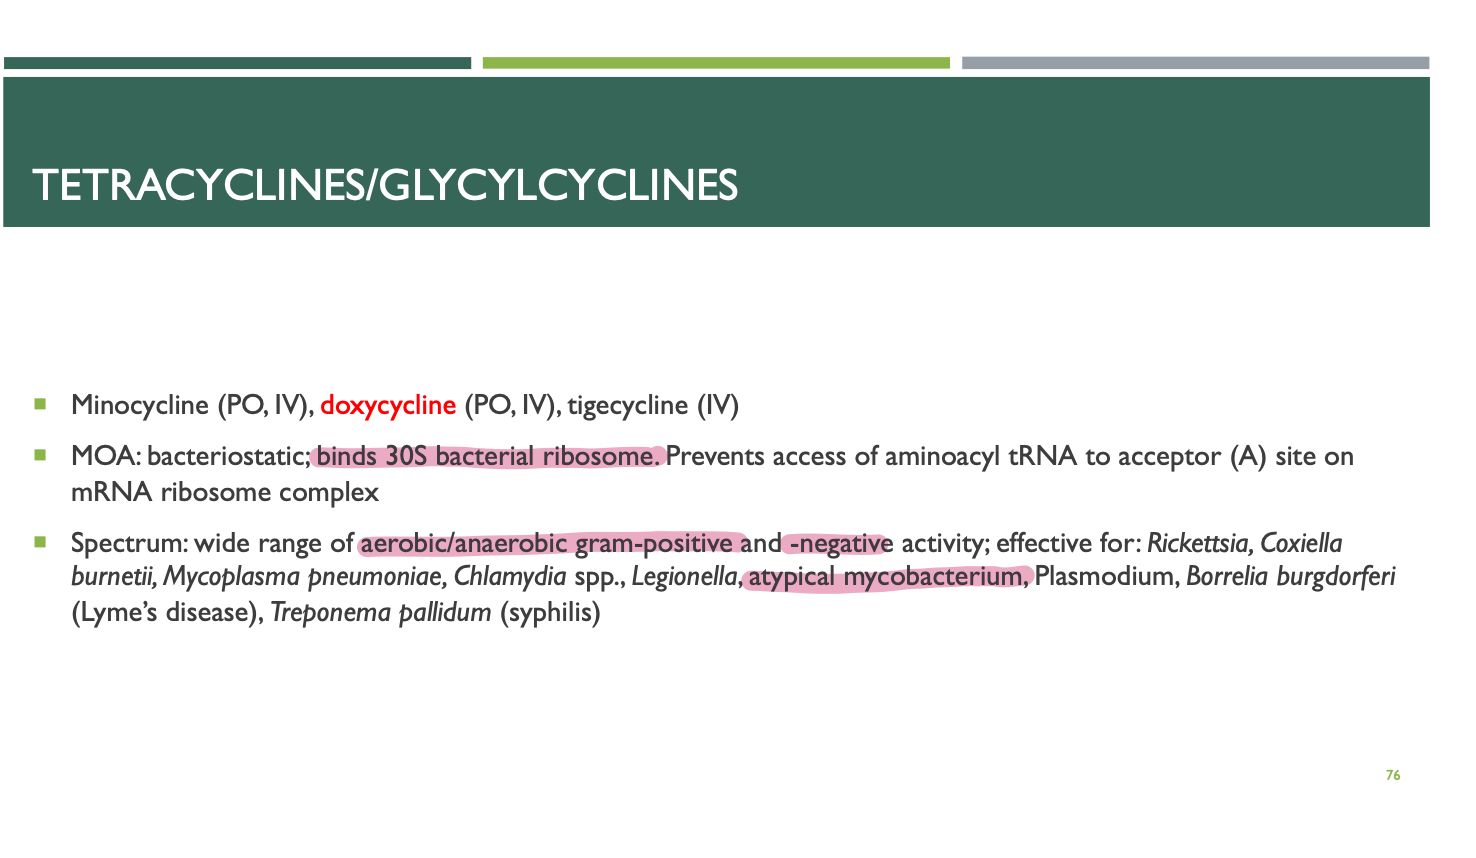 TETRACYCLINES/GLYCYLCYCLINES
Minocycline (PO, IV), doxycycline (PO, IV), tigecycline (IV)
MOA: bacteriostatic; binds 30S bacterial ribosome. Prevents access of aminoacyl tRNA to acceptor (A) site on
mRNA ribosome complex
Spectrum: wide range of aerobic/anaerobic gram-positive and -negative activity; effective for: Rickettsia, Coxiella
burnetii, Mycoplasma pneumoniae, Chlamydia spp., Legionella, atypical mycobacterium, Plasmodium, Borrelia burgdorferi
(Lyme’s disease), Treponema pallidum (syphilis)
76